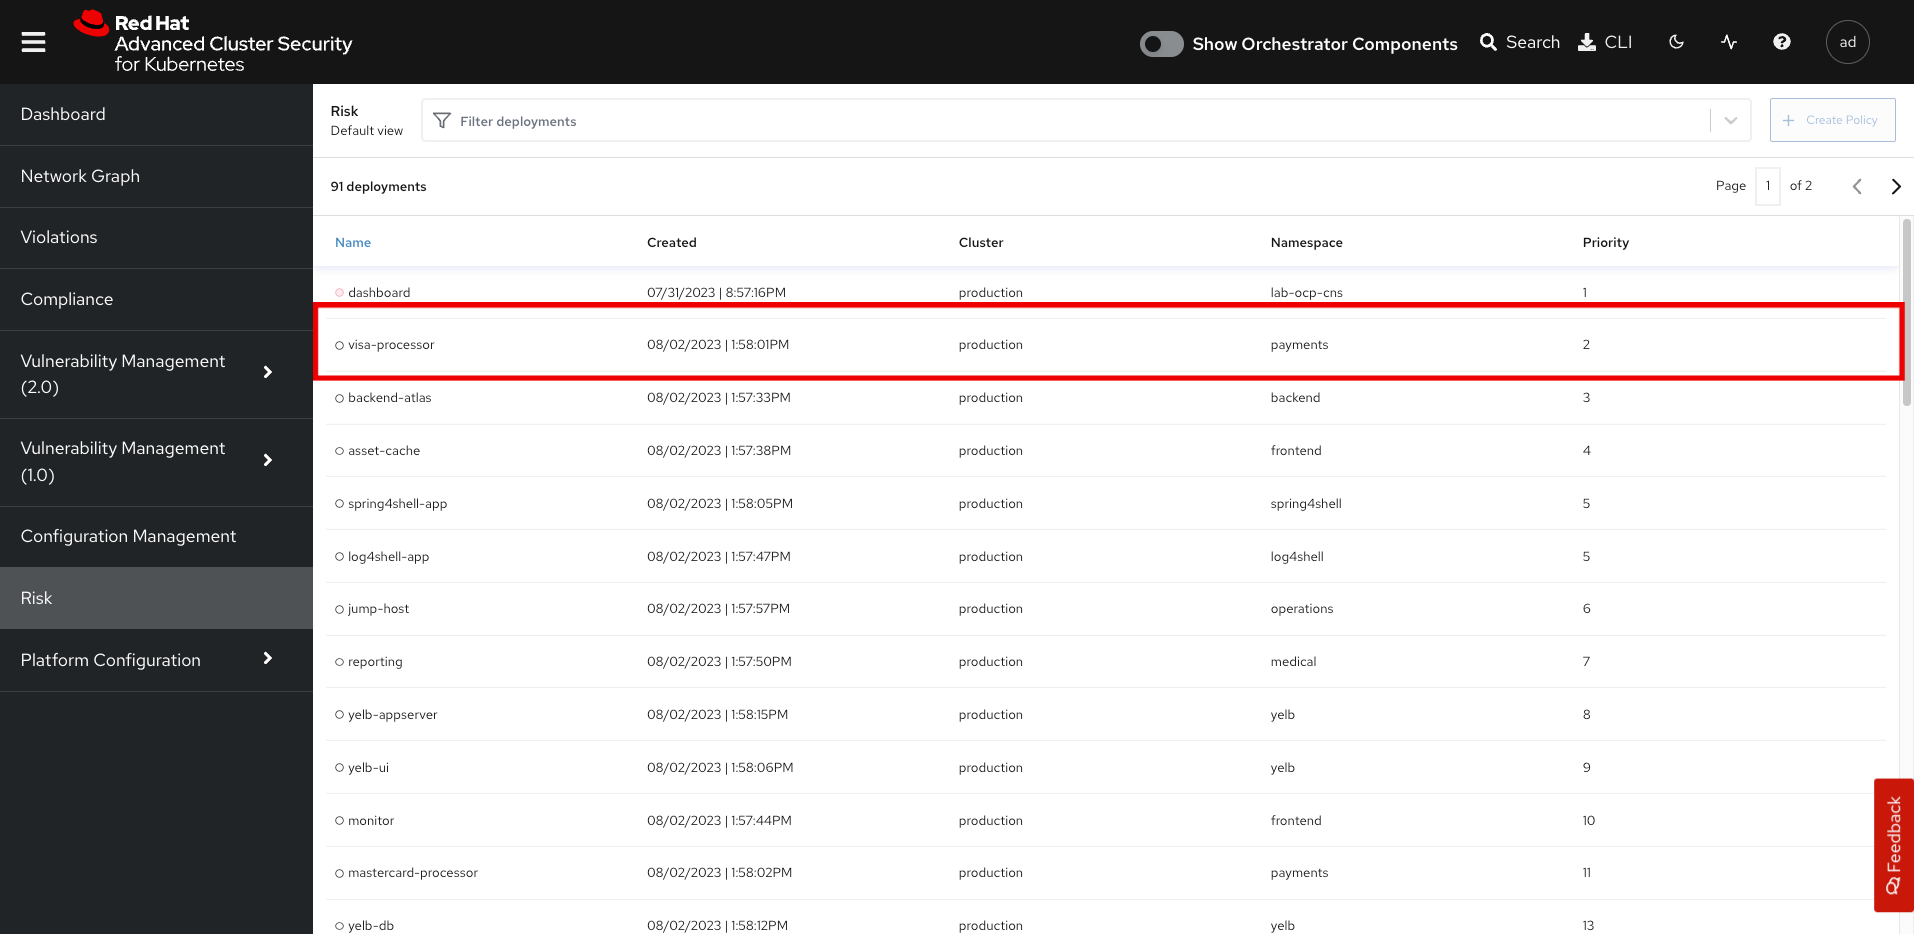 Red Hat
Advanced Cluster Security
for Kubernetes
Show Orchestrator Components
Search
CLI
ad
Dashboard
Network Graph
Violations
Compliance
Vulnerability Management
(2.0)
Vulnerability Management
(1.0)
Configuration Management
Risk
Platform Configuration
Risk
Default view
Filter deployments
Create Policy
91 deployments
Page 1 of 2
Name Created Cluster Namespace Priority
dashboard 07/31/2023 | 8:57:16PM production lab-ocp-cns 1
visa-processor 08/02/2023 | 1:58:01PM production payments 2
backend-atlas 08/02/2023 | 1:57:33PM production backend 3
asset-cache 08/02/2023 | 1:57:38PM production frontend 4
spring4shell-app 08/02/2023 | 1:58:05PM production spring4shell 5
log4shell-app 08/02/2023 | 1:57:47PM production log4shell 5
jump-host 08/02/2023 | 1:57:57PM production operations 6
reporting 08/02/2023 | 1:57:50PM production medical 7
yelb-appserver 08/02/2023 | 1:58:15PM production yelb 8
yelb-ui 08/02/2023 | 1:58:06PM production yelb 9
monitor 08/02/2023 | 1:57:44PM production frontend 10
mastercard-processor 08/02/2023 | 1:58:02PM production payments 11
yelb-db 08/02/2023 | 1:58:12PM production yelb 13
Feedback